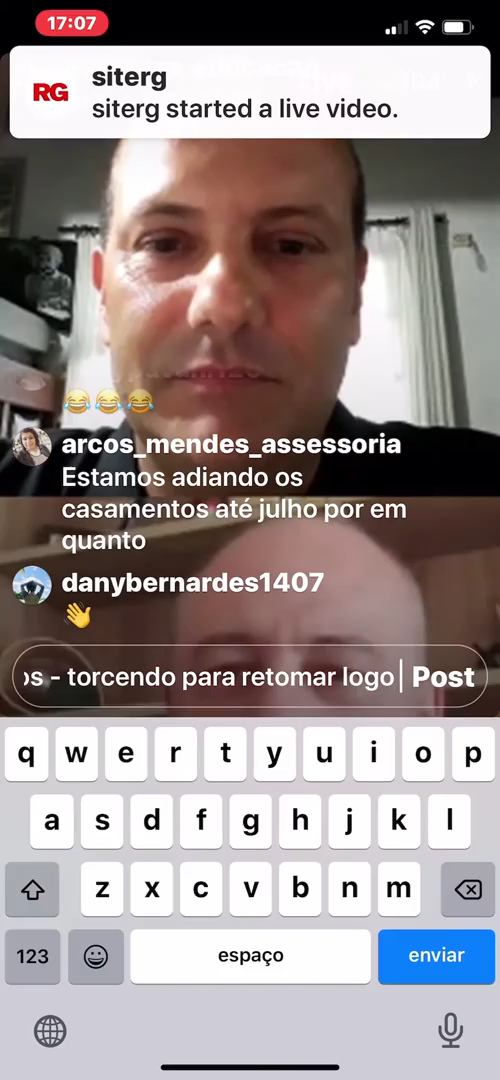 17:07
RG
siterg
siterg started a live video.
😂😂😂
arcos_mendes_assessoria
Estamos adiando os
casamentos até julho por em
quanto
danybernardes1407
👋
os - torcendo para retomar logo Post
q w e r t y u i o p
a s d f g h j k l
z x c v b n m
123 espaço enviar